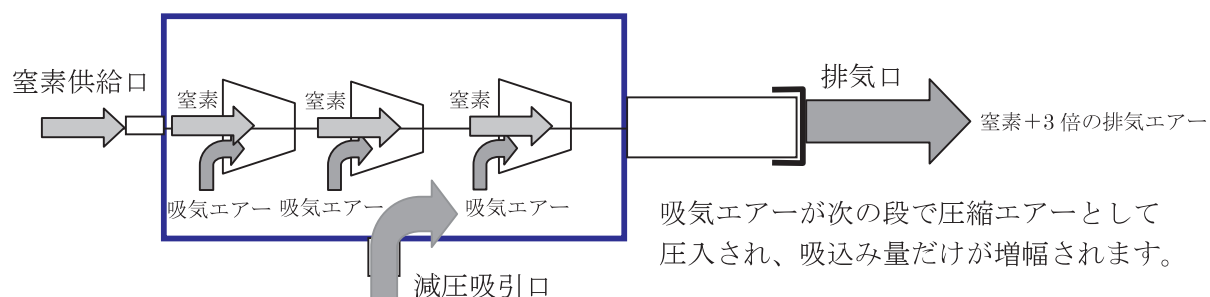 窒素供給口
窒素
窒素
窒素
吸気エアー
吸気エアー
吸気エアー
減圧吸引口
排気口
窒素+3 倍の排気エアー
吸気エアーが次の段で圧縮エアーとして
圧入され、吸込み量だけが増幅されます。